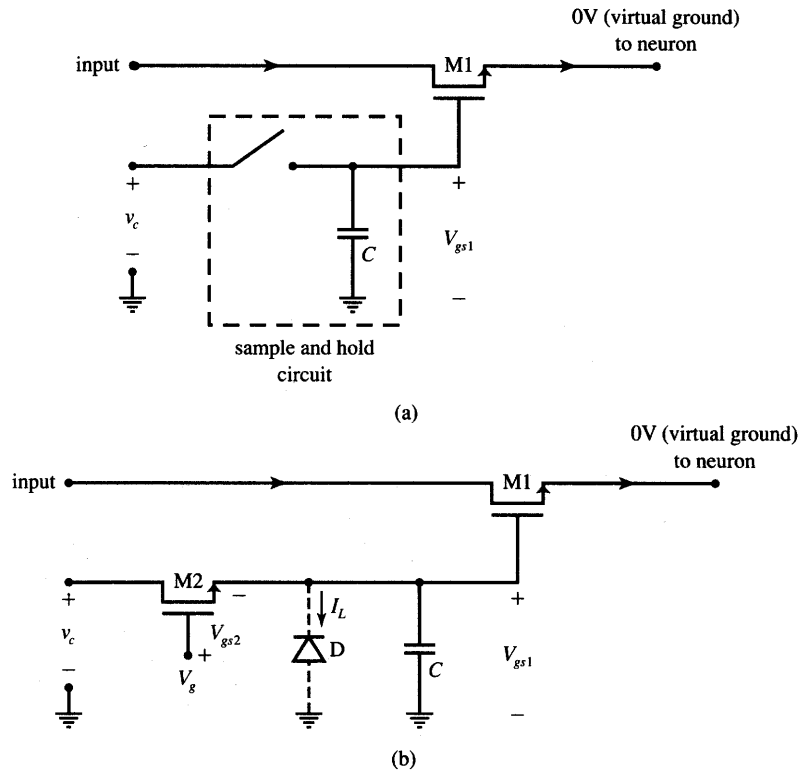 0V (virtual ground)
to neuron
input
M1
+
v_c
−
C
+
V_gs1
−
sample and hold
circuit
(a)
0V (virtual ground)
to neuron
input
M1
M2
+
v_c
−
−
V_gs2
+
V_g
I_L
D
C
+
V_gs1
−
(b)